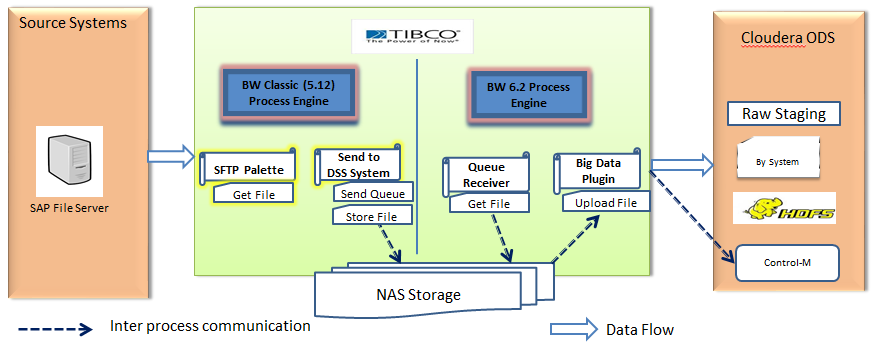 Source Systems
SAP File Server
TIBCO
The Power of Now®
BW Classic (5.12)
Process Engine
BW 6.2 Process
Engine
SFTP Palette
Get File
Send to
DSS System
Send Queue
Store File
Queue
Receiver
Get File
Big Data
Plugin
Upload File
NAS Storage
Cloudera ODS
Raw Staging
By System
HDFS
Control-M
Inter process communication
Data Flow